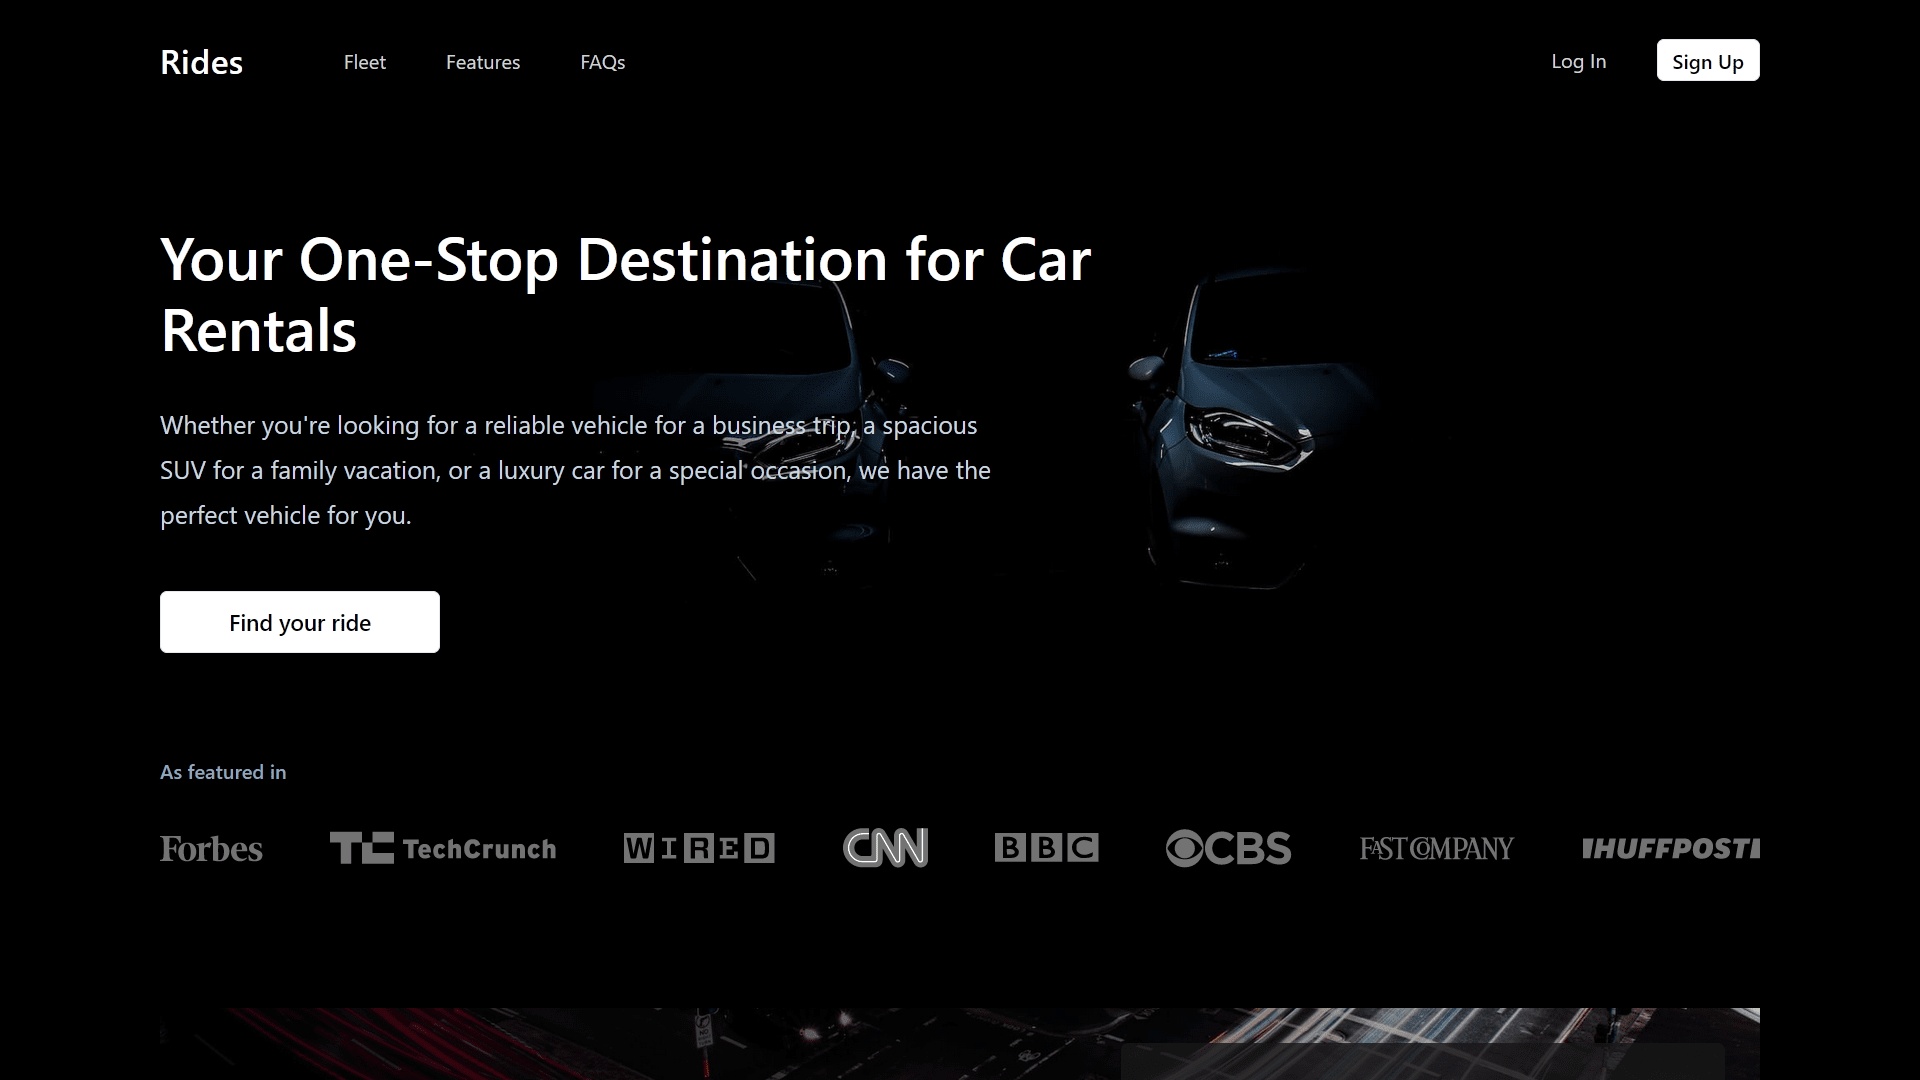 Rides
Fleet
Features
FAQs
Log In
Sign Up
Your One-Stop Destination for Car
Rentals
Whether you're looking for a reliable vehicle for a business trip, a spacious
SUV for a family vacation, or a luxury car for a special occasion, we have the
perfect vehicle for you.
Find your ride
As featured in
Forbes
TC TechCrunch
WIRED
CNN
BBC
CBS
FAST COMPANY
HUFFPOST
NO